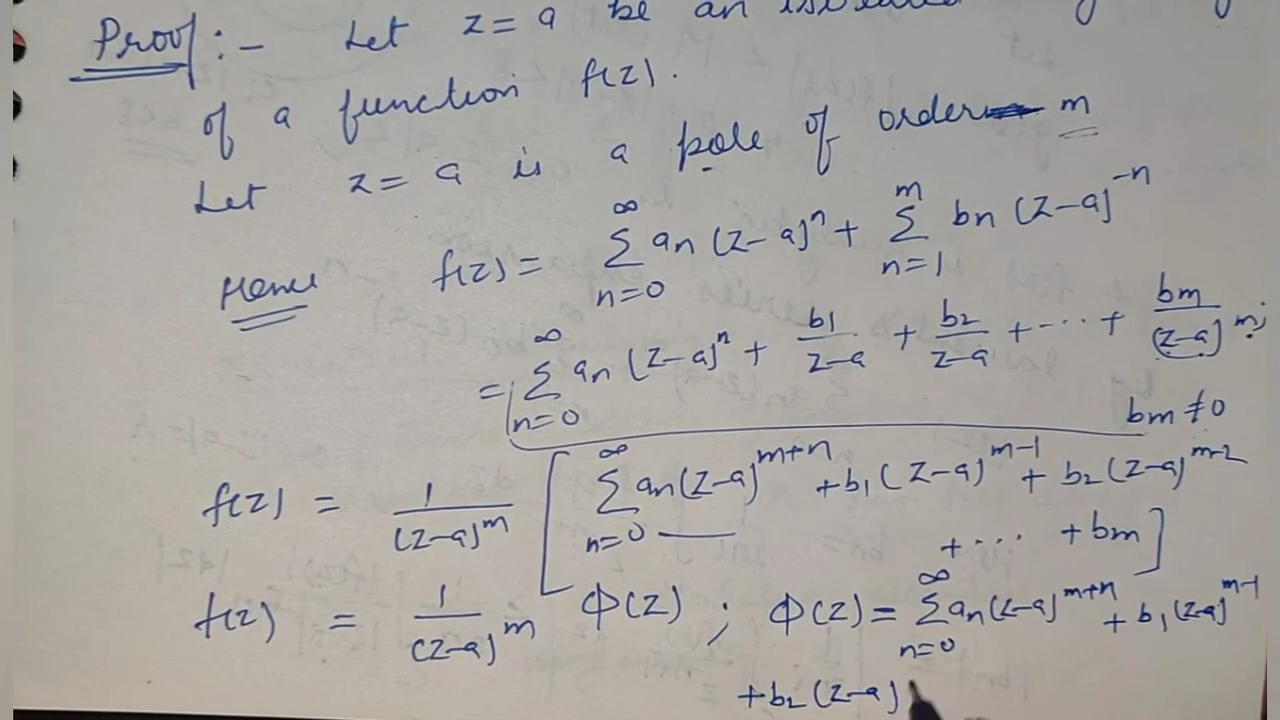 Proof :- Let z = a be an isolated
of a function f(z).
Let z = a is a pole of order m
Hence f(z) = ∑_{n=0}^{∞} an (z-a)^n + ∑_{n=1}^{m} bn (z-a)^{-n}
= ∑_{n=0}^{∞} an (z-a)^n + b1/(z-a) + b2/(z-a) + --- + bm/(z-a)^m ;
bm ≠ 0
f(z) = 1/(z-a)^m [ ∑_{n=0}^{∞} an (z-a)^{m+n} + b1 (z-a)^{m-1} + b2 (z-a)^{m-2}
+ ... + bm ]
f(z) = 1/(z-a)^m Φ(z) ; Φ(z) = ∑_{n=0}^{∞} an (z-a)^{m+n} + b1 (z-a)^{m-1}
+ b2 (z-a)